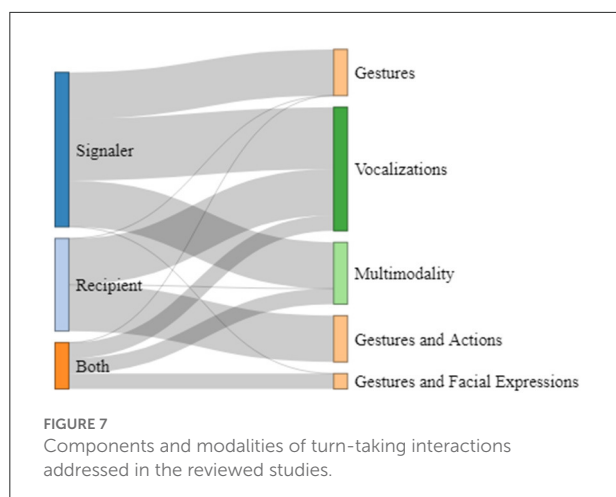 Signaler
Recipient
Both
Gestures
Vocalizations
Multimodality
Gestures and Actions
Gestures and Facial Expressions
FIGURE 7
Components and modalities of turn-taking interactions
addressed in the reviewed studies.